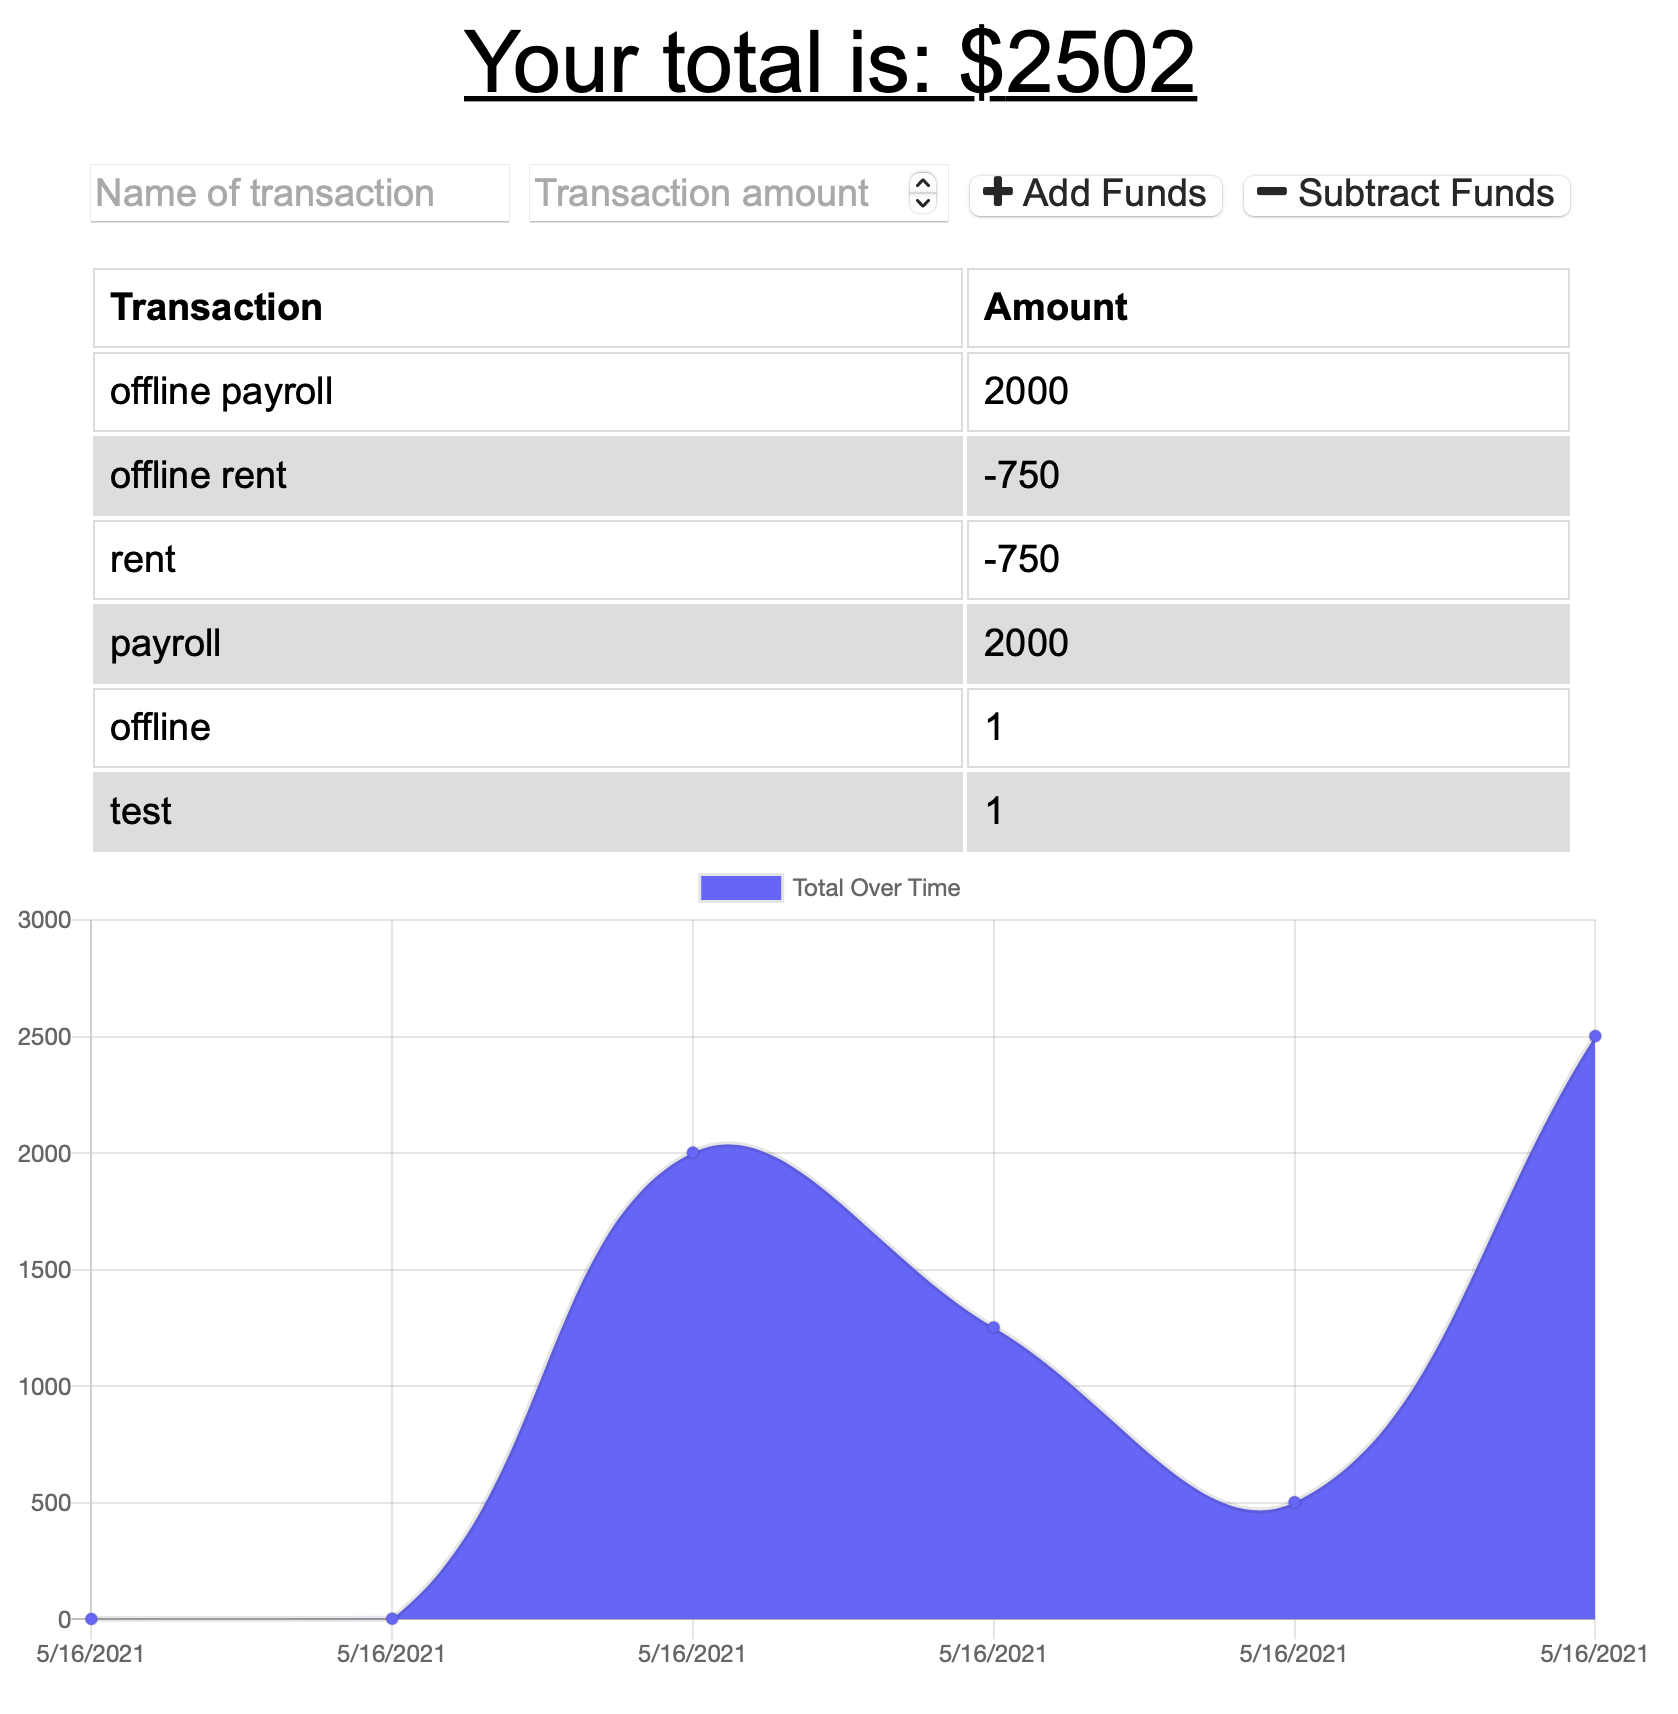 Your total is: $2502
Name of transaction Transaction amount Add Funds Subtract Funds
Transaction Amount
offline payroll 2000
offline rent -750
rent -750
payroll 2000
offline 1
test 1
Total Over Time
3000
2500
2000
1500
1000
500
0
5/16/2021 5/16/2021 5/16/2021 5/16/2021 5/16/2021 5/16/2021